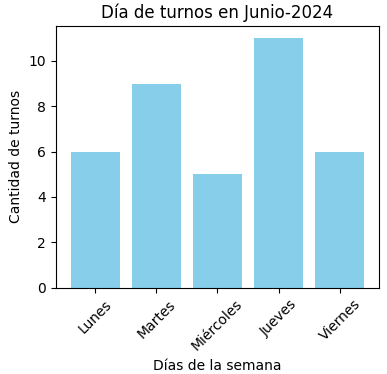 Día de turnos en Junio-2024
Cantidad de turnos
10
8
6
4
2
0
Lunes
Martes
Miércoles
Jueves
Viernes
Días de la semana